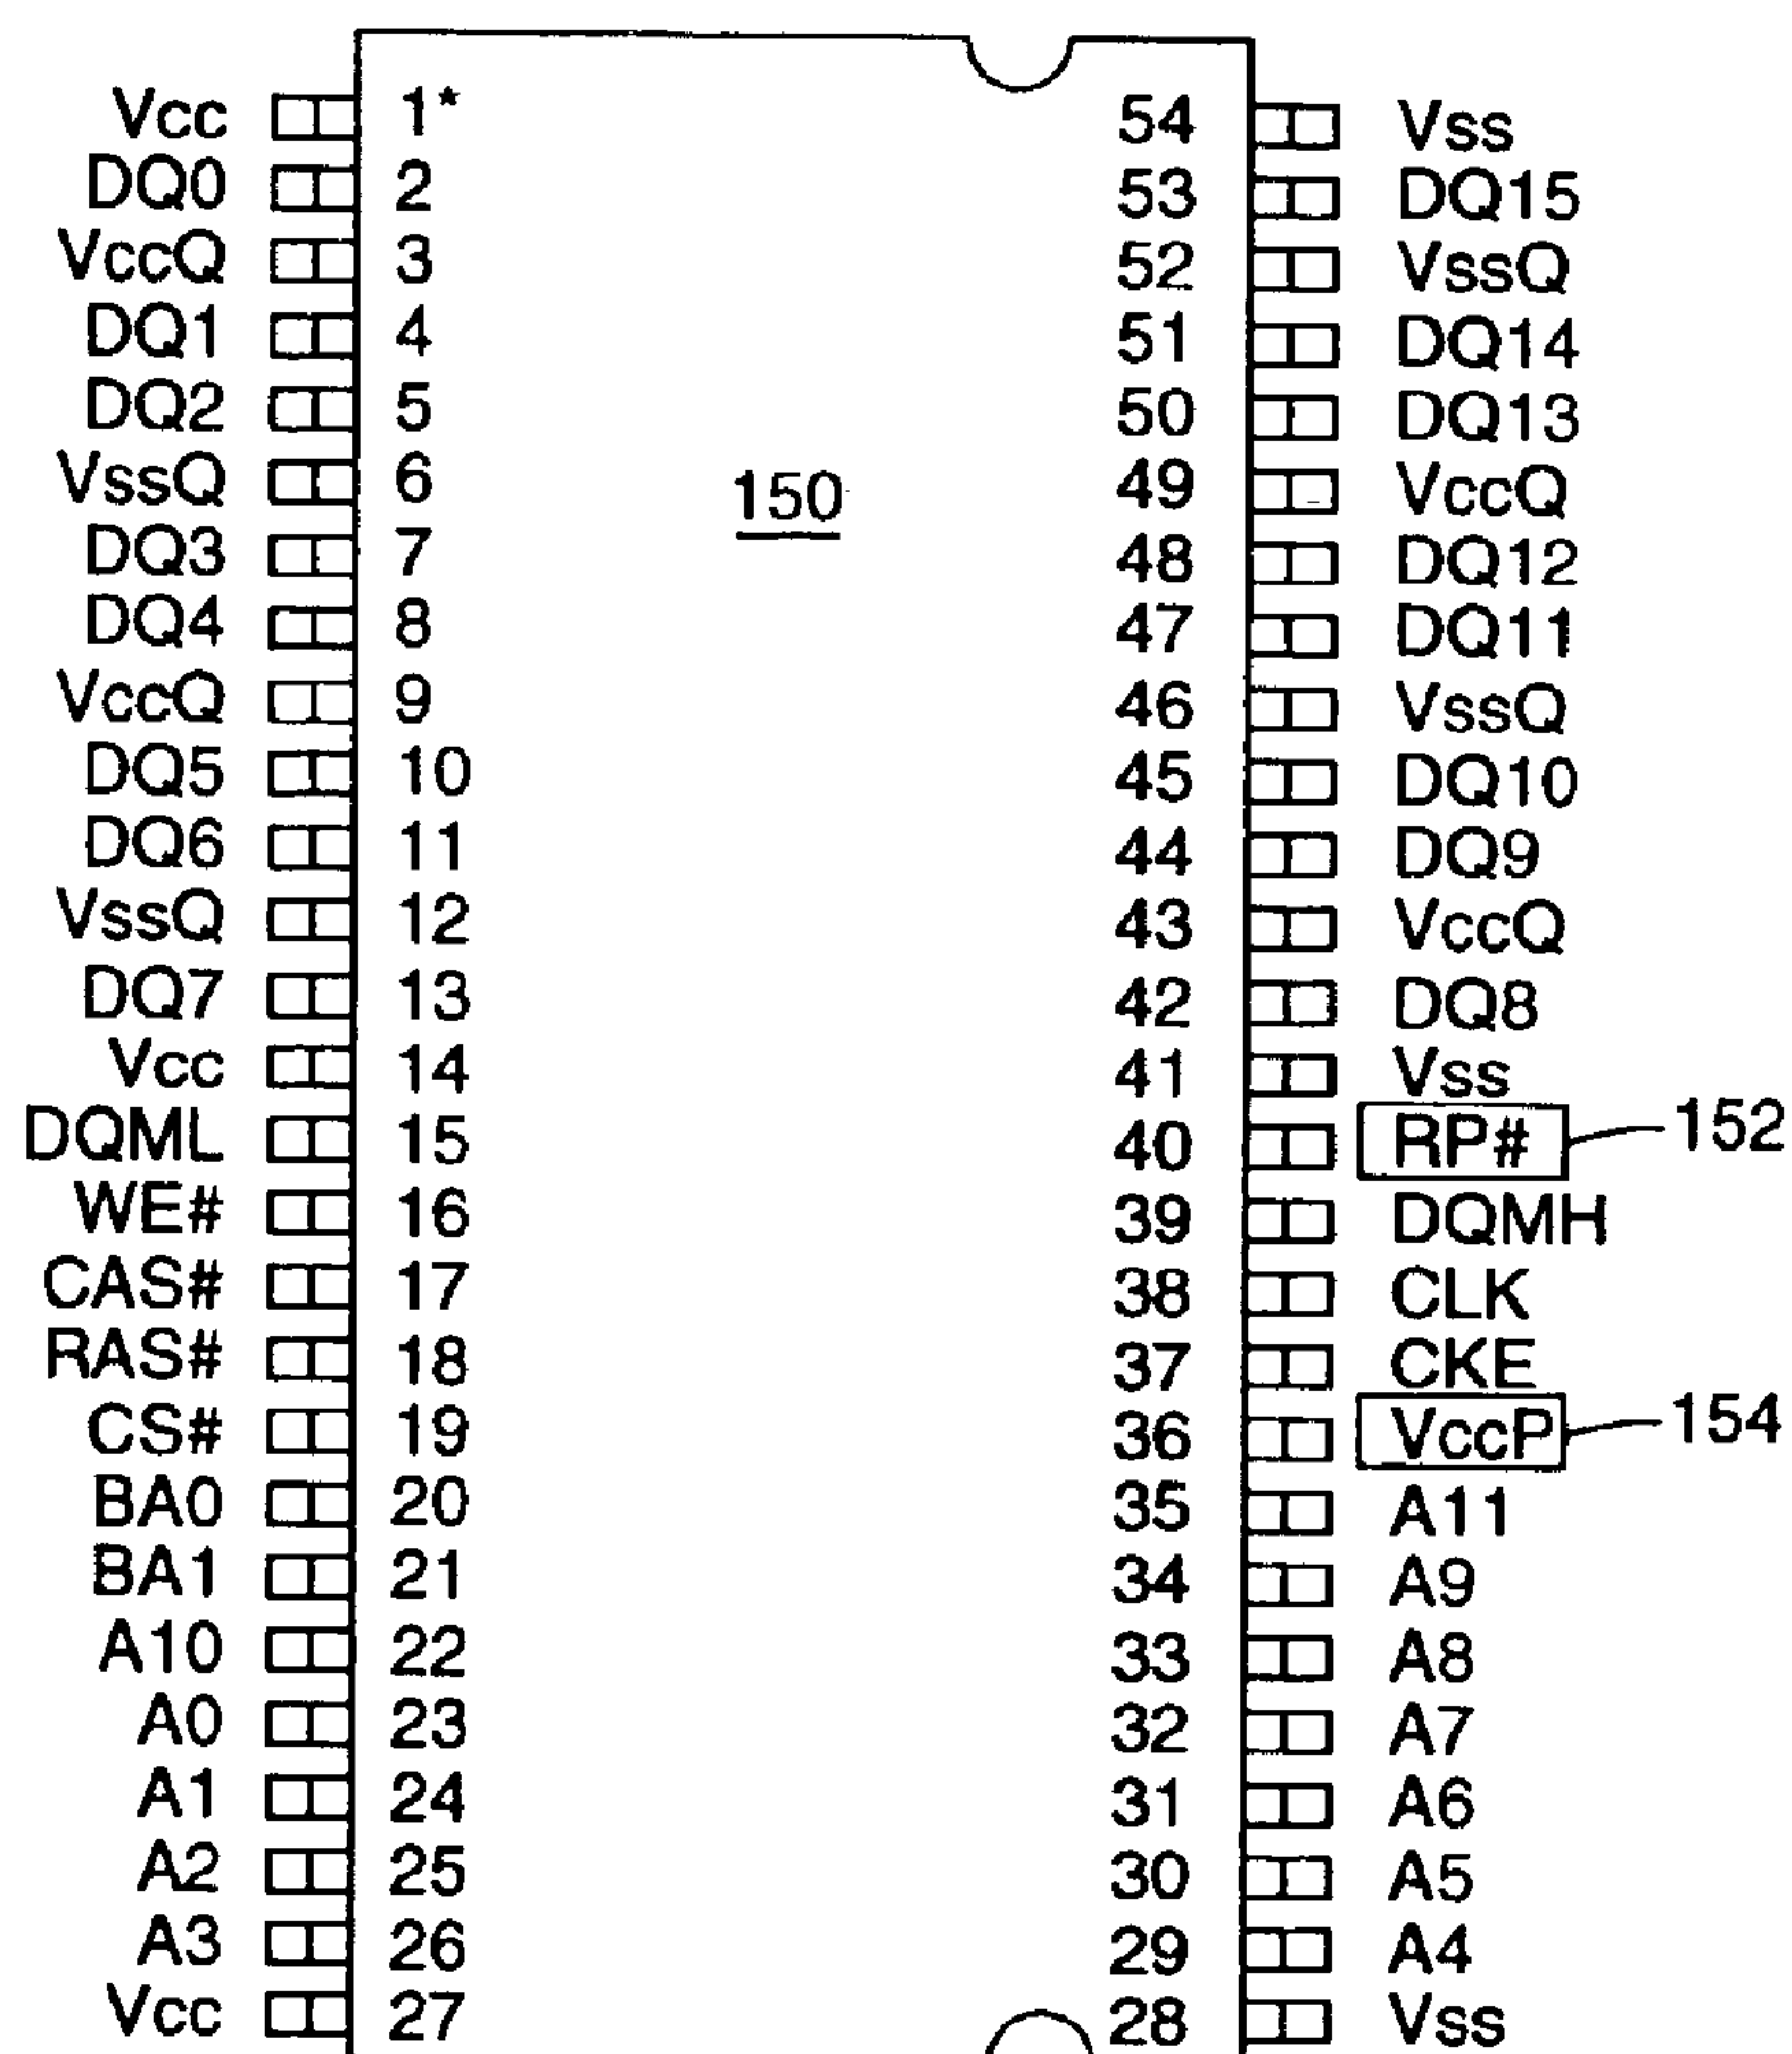 Vcc 1* 54 Vss
DQ0 2 53 DQ15
VccQ 3 52 VssQ
DQ1 4 51 DQ14
DQ2 5 50 DQ13
VssQ 6 150 49 VccQ
DQ3 7 48 DQ12
DQ4 8 47 DQ11
VccQ 9 46 VssQ
DQ5 10 45 DQ10
DQ6 11 44 DQ9
VssQ 12 43 VccQ
DQ7 13 42 DQ8
Vcc 14 41 Vss
DQML 15 40 RP# 152
WE# 16 39 DQMH
CAS# 17 38 CLK
RAS# 18 37 CKE
CS# 19 36 VccP 154
BA0 20 35 A11
BA1 21 34 A9
A10 22 33 A8
A0 23 32 A7
A1 24 31 A6
A2 25 30 A5
A3 26 29 A4
Vcc 27 28 Vss